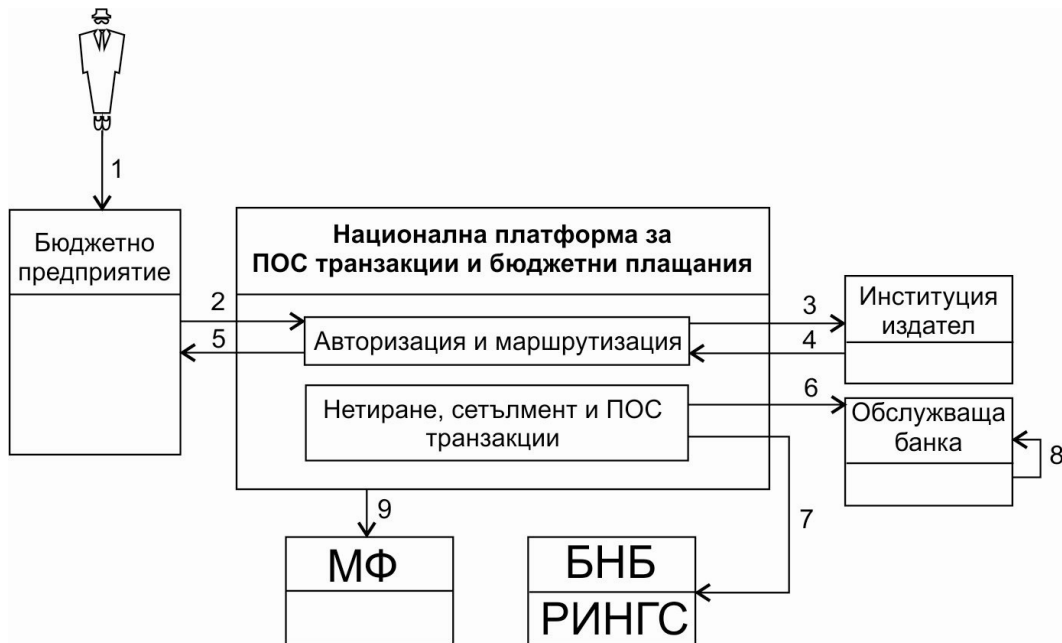 1
Бюджетно
предприятие
Национална платформа за
ПОС транзакции и бюджетни плащания
2
5
Авторизация и маршрутизация
3
4
Институция
издател
Нетиране, сетълмент и ПОС
транзакции
6
Обслужваща
банка
8
7
9
МФ
БНБ
РИНГС